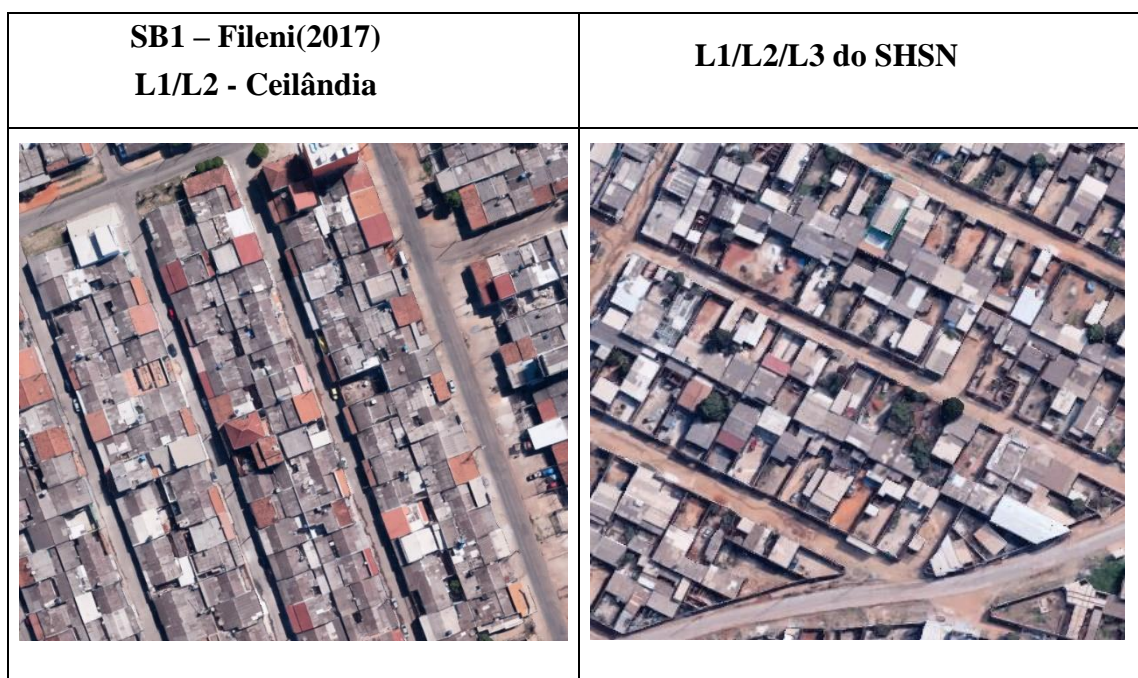 SB1 – Fileni(2017)
L1/L2 - Ceilândia
L1/L2/L3 do SHSN